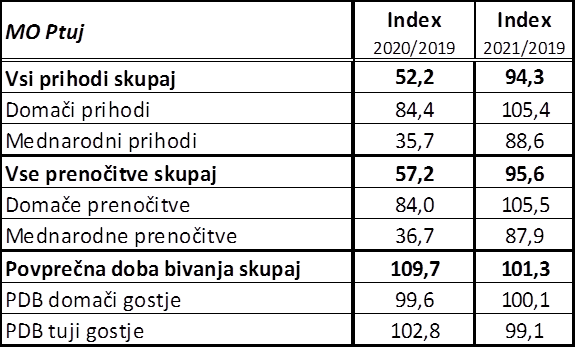 MO Ptuj Index Index
2020/2019 2021/2019
Vsi prihodi skupaj 52,2 94,3
Domači prihodi 84,4 105,4
Mednarodni prihodi 35,7 88,6
Vse prenočitve skupaj 57,2 95,6
Domače prenočitve 84,0 105,5
Mednarodne prenočitve 36,7 87,9
Povprečna doba bivanja skupaj 109,7 101,3
PDB domači gostje 99,6 100,1
PDB tuji gostje 102,8 99,1